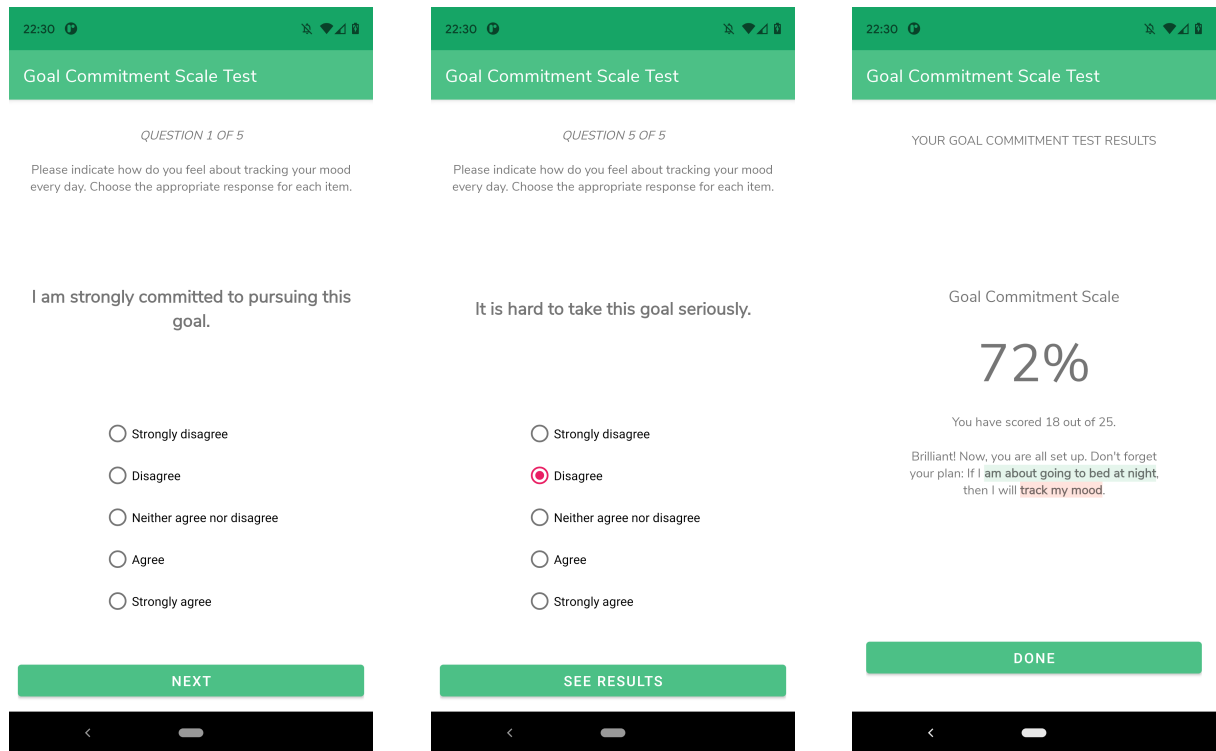 22:30
Goal Commitment Scale Test
QUESTION 1 OF 5
Please indicate how do you feel about tracking your mood
every day. Choose the appropriate response for each item.
I am strongly committed to pursuing this
goal.
Strongly disagree
Disagree
Neither agree nor disagree
Agree
Strongly agree
NEXT
22:30
Goal Commitment Scale Test
QUESTION 5 OF 5
Please indicate how do you feel about tracking your mood
every day. Choose the appropriate response for each item.
It is hard to take this goal seriously.
Strongly disagree
Disagree
Neither agree nor disagree
Agree
Strongly agree
SEE RESULTS
22:30
Goal Commitment Scale Test
YOUR GOAL COMMITMENT TEST RESULTS
Goal Commitment Scale
72%
You have scored 18 out of 25.
Brilliant! Now, you are all set up. Don't forget
your plan: If I am about going to bed at night,
then I will track my mood.
DONE